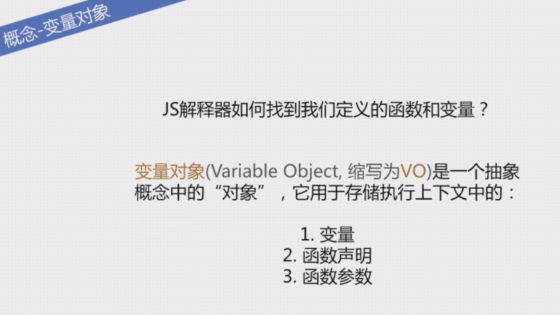 概念-变量对象
JS解释器如何找到我们定义的函数和变量？
变量对象(Variable Object, 缩写为VO)是一个抽象
概念中的“对象”，它用于存储执行上下文中的：
1. 变量
2. 函数声明
3. 函数参数